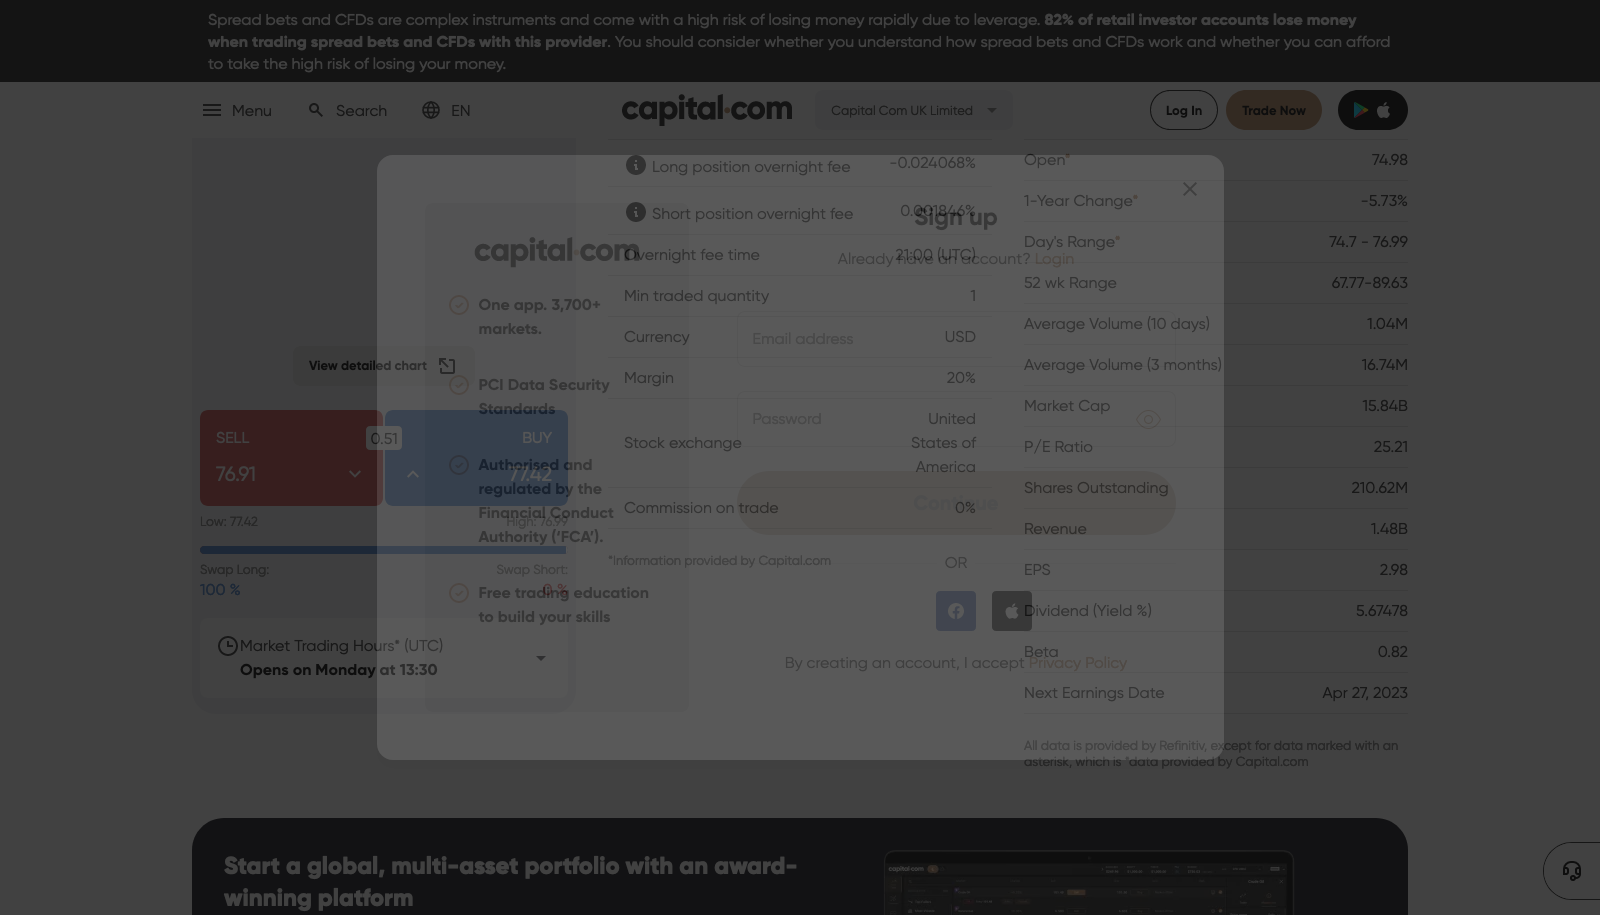 Spread bets and CFDs are complex instruments and come with a high risk of losing money rapidly due to leverage. 82% of retail investor accounts lose money
when trading spread bets and CFDs with this provider. You should consider whether you understand how spread bets and CFDs work and whether you can afford
to take the high risk of losing your money.
Menu
Search
EN
capital.com
Capital Com UK Limited
Log In
Trade Now
View detailed chart
SELL
76.91
0.51
BUY
77.42
Low: 77.42
High: 76.99
Swap Long:
100 %
Swap Short:
0 %
Market Trading Hours* (UTC)
Opens on Monday at 13:30
Long position overnight fee -0.024068%
Short position overnight fee 0.001846%
Overnight fee time 21:00 (UTC)
Min traded quantity 1
Currency USD
Margin 20%
Stock exchange
United
States of
America
Commission on trade 0%
*Information provided by Capital.com
Open* 74.98
1-Year Change* -5.73%
Day's Range* 74.7 - 76.99
52 wk Range 67.77-89.63
Average Volume (10 days) 1.04M
Average Volume (3 months) 16.74M
Market Cap 15.84B
P/E Ratio 25.21
Shares Outstanding 210.62M
Revenue 1.48B
EPS 2.98
Dividend (Yield %) 5.67478
Beta 0.82
Next Earnings Date Apr 27, 2023
All data is provided by Refinitiv, except for data marked with an
asterisk, which is *data provided by Capital.com
capital.com
One app. 3,700+
markets.
PCI Data Security
Standards
Authorised and
regulated by the
Financial Conduct
Authority ('FCA').
Free trading education
to build your skills
Sign up
Already have an account? Login
Email address
Password
Continue
OR
By creating an account, I accept Privacy Policy
Start a global, multi-asset portfolio with an award-
winning platform
capital.com